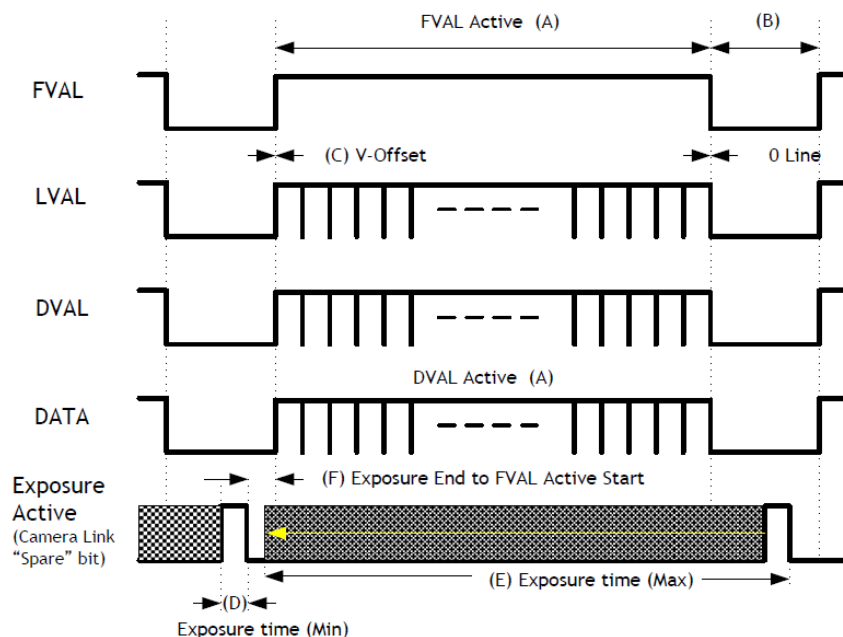 FVAL Active (A)
(B)
FVAL
(C) V-Offset
0 Line
LVAL
DVAL
DVAL Active (A)
DATA
(F) Exposure End to FVAL Active Start
Exposure
Active
(Camera Link
“Spare” bit)
(E) Exposure time (Max)
(D)
Exposure time (Min)